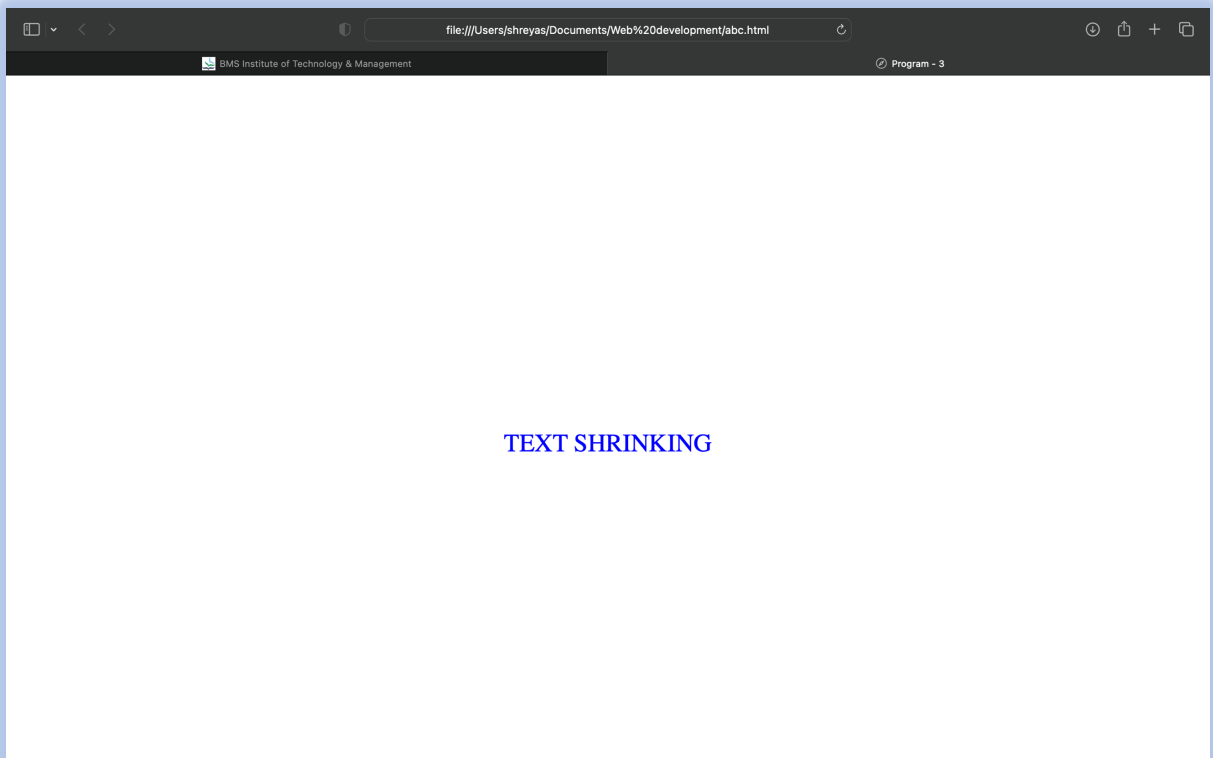 file:///Users/shreyas/Documents/Web%20development/abc.html
BMS Institute of Technology & Management
Program - 3
TEXT SHRINKING